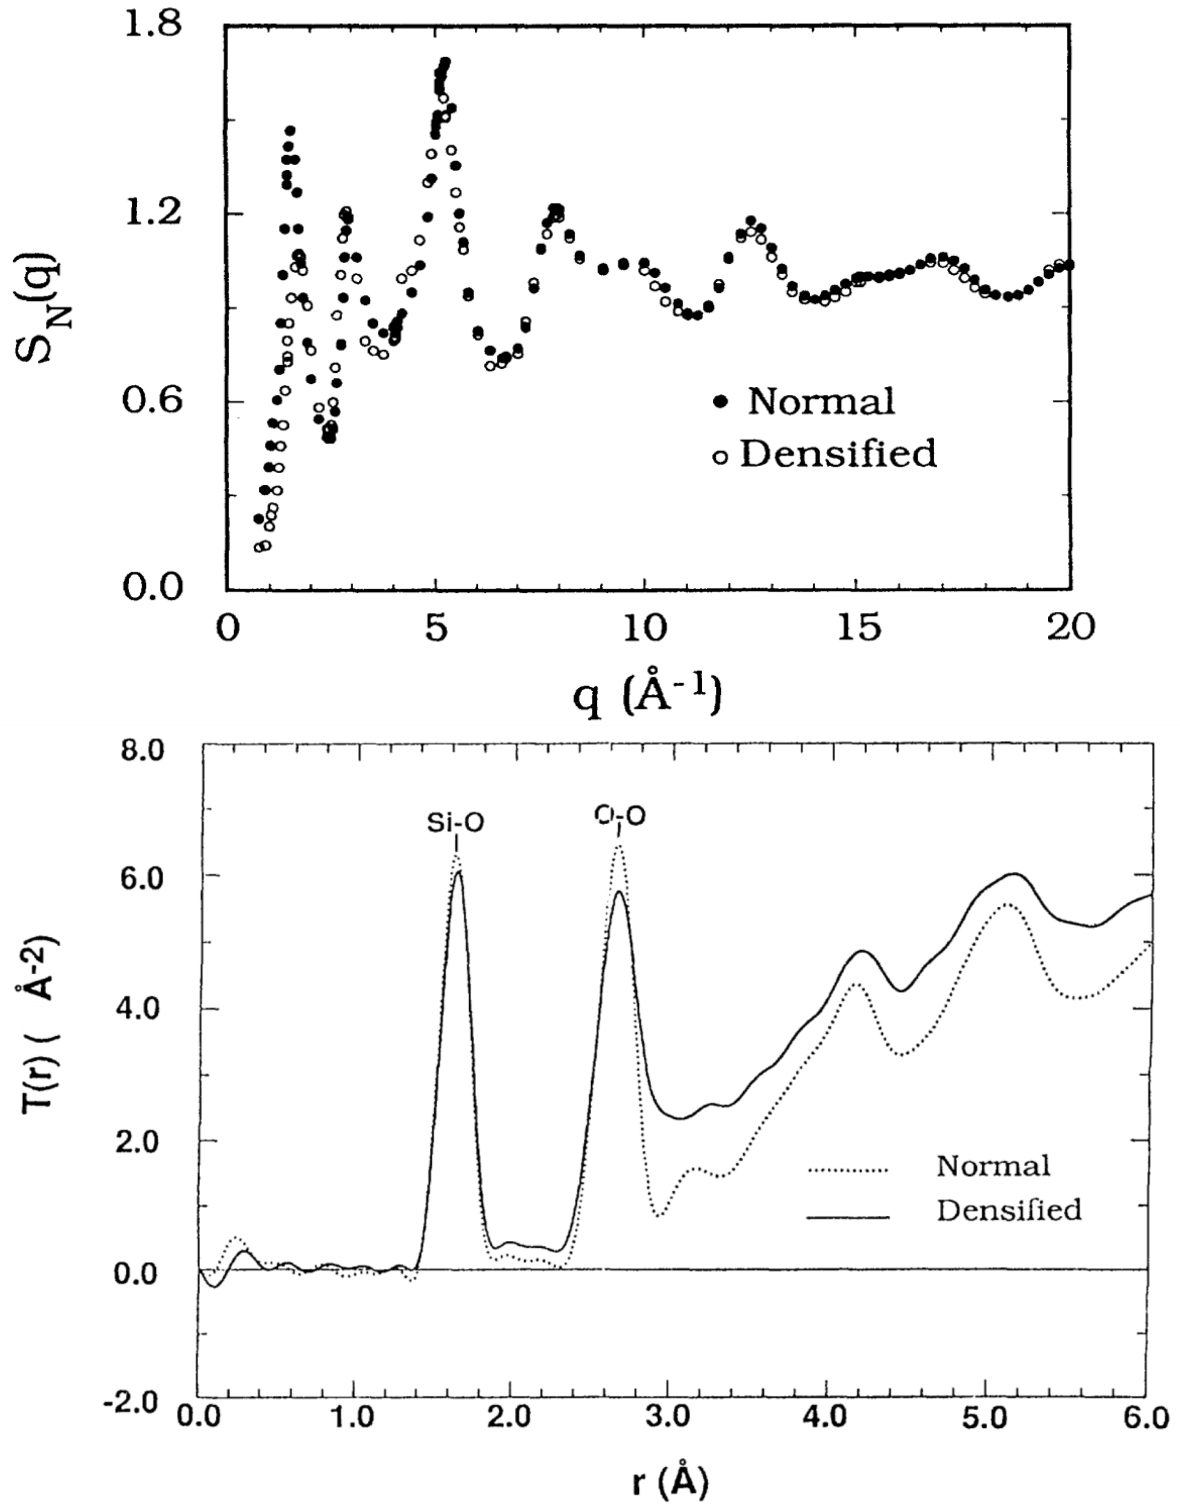 1.8
1.2
0.6
0.0
S_N(q)
Normal
Densified
0 5 10 15 20
q (Å⁻¹)
8.0
6.0
4.0
2.0
0.0
-2.0
T(r) ( Å-2)
Si-O
O-O
Normal
Densified
0.0 1.0 2.0 3.0 4.0 5.0 6.0
r (Å)